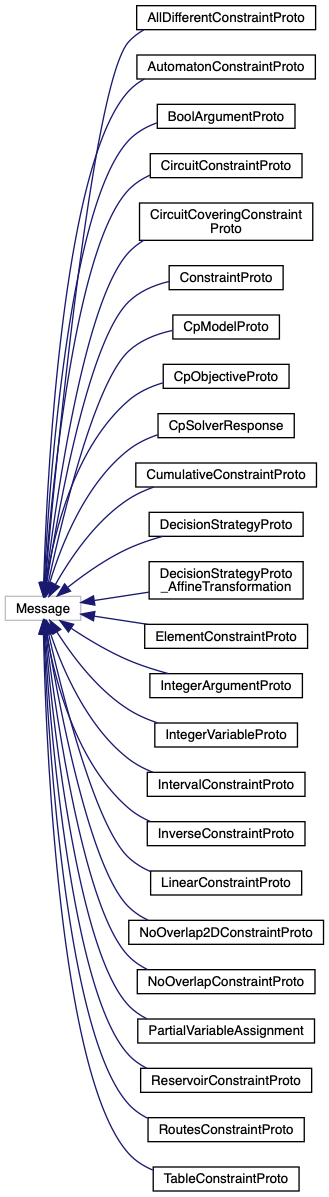 AllDifferentConstraintProto
AutomatonConstraintProto
BoolArgumentProto
CircuitConstraintProto
CircuitCoveringConstraint
Proto
ConstraintProto
CpModelProto
CpObjectiveProto
CpSolverResponse
CumulativeConstraintProto
DecisionStrategyProto
DecisionStrategyProto
_AffineTransformation
Message
ElementConstraintProto
IntegerArgumentProto
IntegerVariableProto
IntervalConstraintProto
InverseConstraintProto
LinearConstraintProto
NoOverlap2DConstraintProto
NoOverlapConstraintProto
PartialVariableAssignment
ReservoirConstraintProto
RoutesConstraintProto
TableConstraintProto